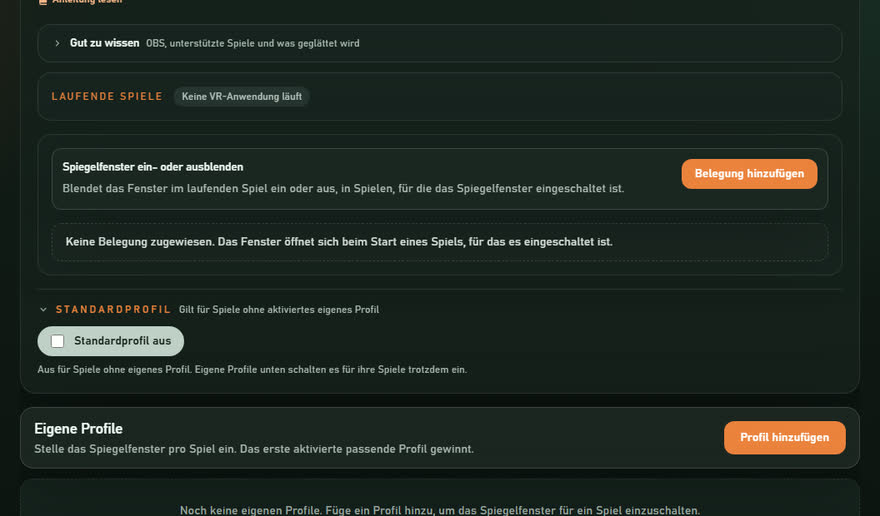 Anleitung lesen
Gut zu wissen OBS, unterstützte Spiele und was geglättet wird
LAUFENDE SPIELE Keine VR-Anwendung läuft
Spiegelfenster ein- oder ausblenden
Blendet das Fenster im laufenden Spiel ein oder aus, in Spielen, für die das Spiegelfenster eingeschaltet ist.
Belegung hinzufügen
Keine Belegung zugewiesen. Das Fenster öffnet sich beim Start eines Spiels, für das es eingeschaltet ist.
STANDARDPROFIL Gilt für Spiele ohne aktiviertes eigenes Profil
Standardprofil aus
Aus für Spiele ohne eigenes Profil. Eigene Profile unten schalten es für ihre Spiele trotzdem ein.
Eigene Profile
Stelle das Spiegelfenster pro Spiel ein. Das erste aktivierte passende Profil gewinnt.
Profil hinzufügen
Noch keine eigenen Profile. Füge ein Profil hinzu, um das Spiegelfenster für ein Spiel einzuschalten.